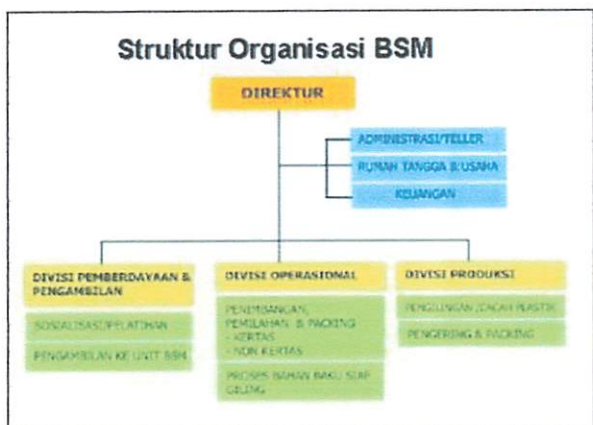 Struktur Organisasi BSM
DIREKTUR
ADMINISTRASI/TELLER
RUMAH TANGGA &USAHA
KEUANGAN
DIVISI PEMBERDAYAAN &
PENGAMBILAN
SOSIALISASI/PELATIHAN
PENGAMBILAN KE UNIT BSM
DIVISI OPERASIONAL
PENIMBANGAN,
PEMILAHAN & PACKING
- KERTAS
- NON KERTAS
PROSES BAHAN BAKU SIAP
GILING
DIVISI PRODUKSI
PENGILINGAN /CACAH PLASTIK
PENGERING & PACKING